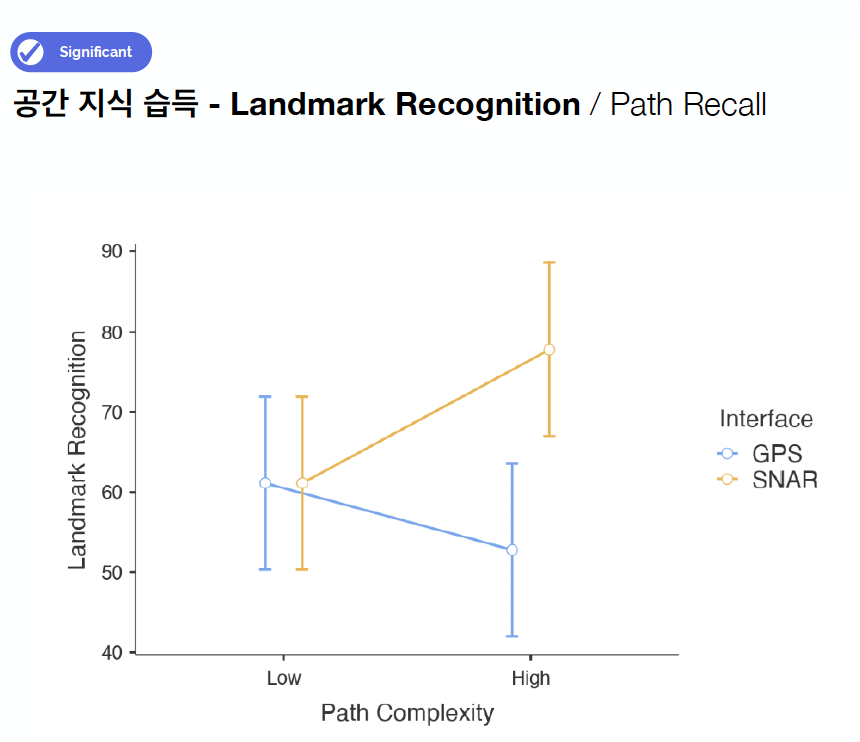 Significant
공간 지식 습득 - Landmark Recognition / Path Recall
90
80
70
60
50
40
Landmark Recognition
Low
High
Path Complexity
Interface
GPS
SNAR